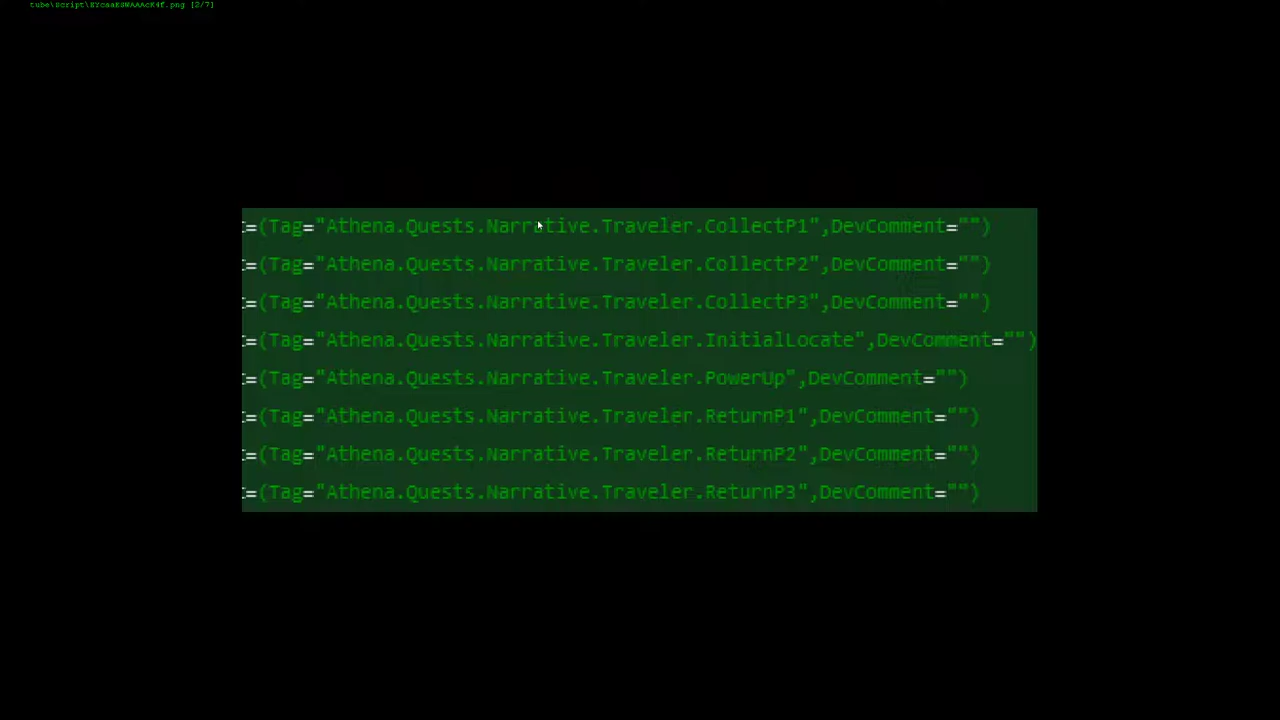 t=(Tag="Athena.Quests.Narrative.Traveler.CollectP1",DevComment="")
t=(Tag="Athena.Quests.Narrative.Traveler.CollectP2",DevComment="")
t=(Tag="Athena.Quests.Narrative.Traveler.CollectP3",DevComment="")
t=(Tag="Athena.Quests.Narrative.Traveler.InitialLocate",DevComment="")
t=(Tag="Athena.Quests.Narrative.Traveler.PowerUp",DevComment="")
t=(Tag="Athena.Quests.Narrative.Traveler.ReturnP1",DevComment="")
t=(Tag="Athena.Quests.Narrative.Traveler.ReturnP2",DevComment="")
t=(Tag="Athena.Quests.Narrative.Traveler.ReturnP3",DevComment="")